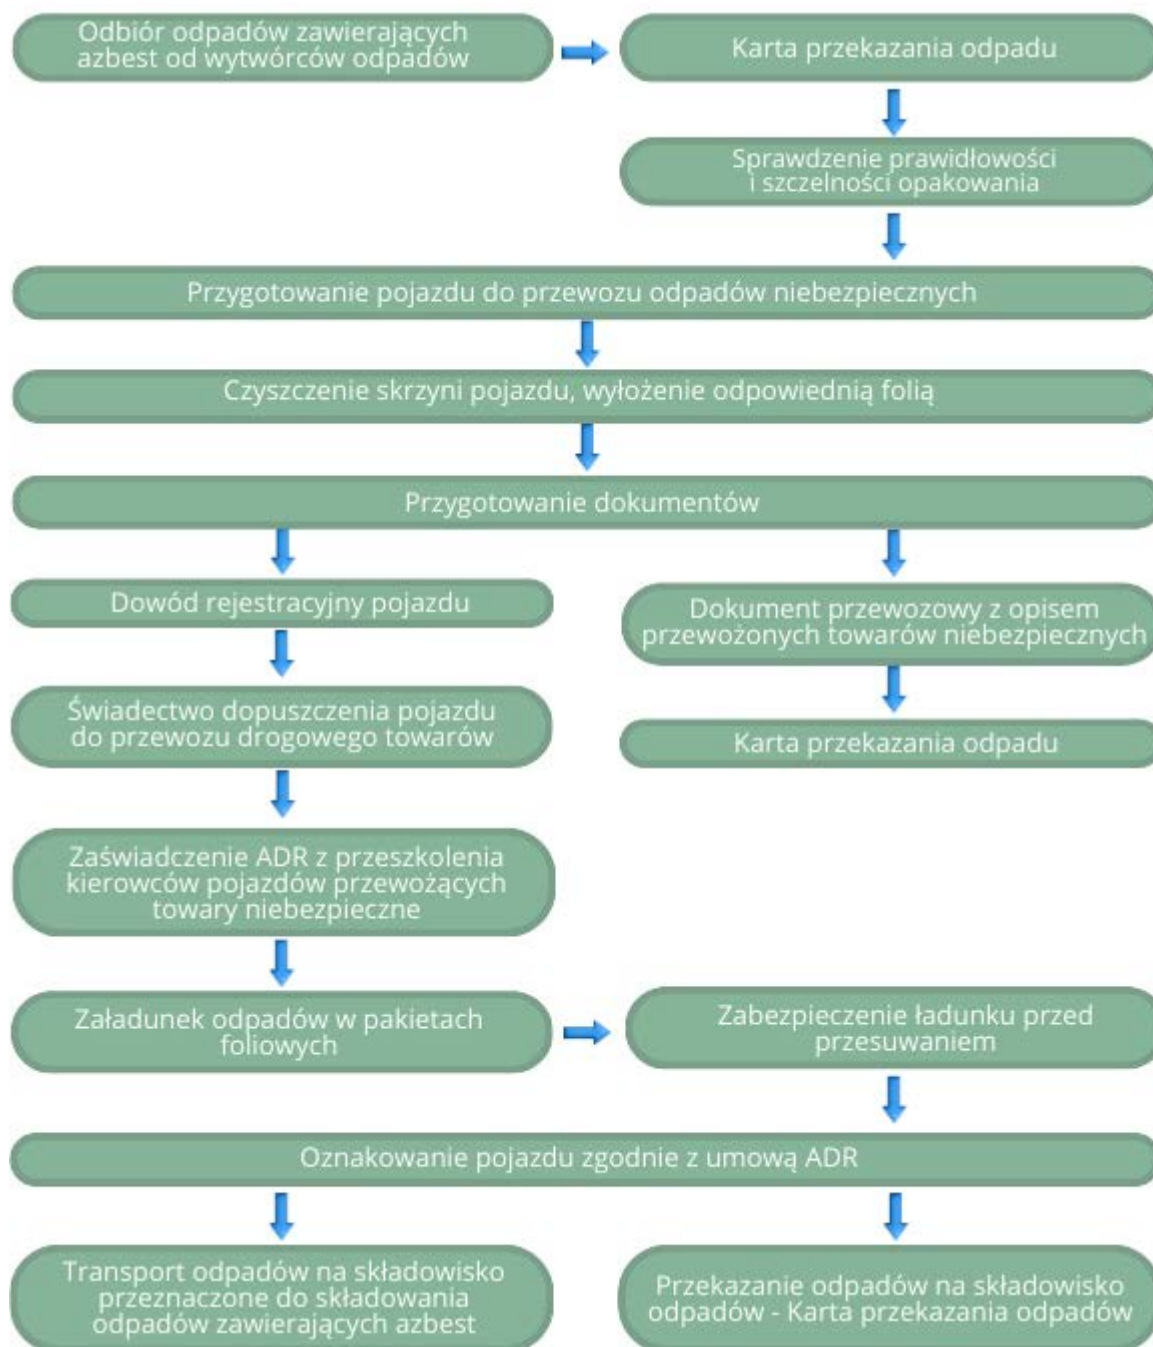 Odbiór odpadów zawierających
azbest od wytwórców odpadów
Karta przekazania odpadu
Sprawdzenie prawidłowości
i szczelności opakowania
Przygotowanie pojazdu do przewozu odpadów niebezpiecznych
Czyszczenie skrzyni pojazdu, wyłożenie odpowiednią folią
Przygotowanie dokumentów
Dowód rejestracyjny pojazdu
Świadectwo dopuszczenia pojazdu
do przewozu drogowego towarów
Zaświadczenie ADR z przeszkolenia
kierowców pojazdów przewożących
towary niebezpieczne
Dokument przewozowy z opisem
przewożonych towarów niebezpiecznych
Karta przekazania odpadu
Załadunek odpadów w pakietach
foliowych
Zabezpieczenie ładunku przed
przesuwaniem
Oznakowanie pojazdu zgodnie z umową ADR
Transport odpadów na składowisko
przeznaczone do składowania
odpadów zawierających azbest
Przekazanie odpadów na składowisko
odpadów - Karta przekazania odpadów